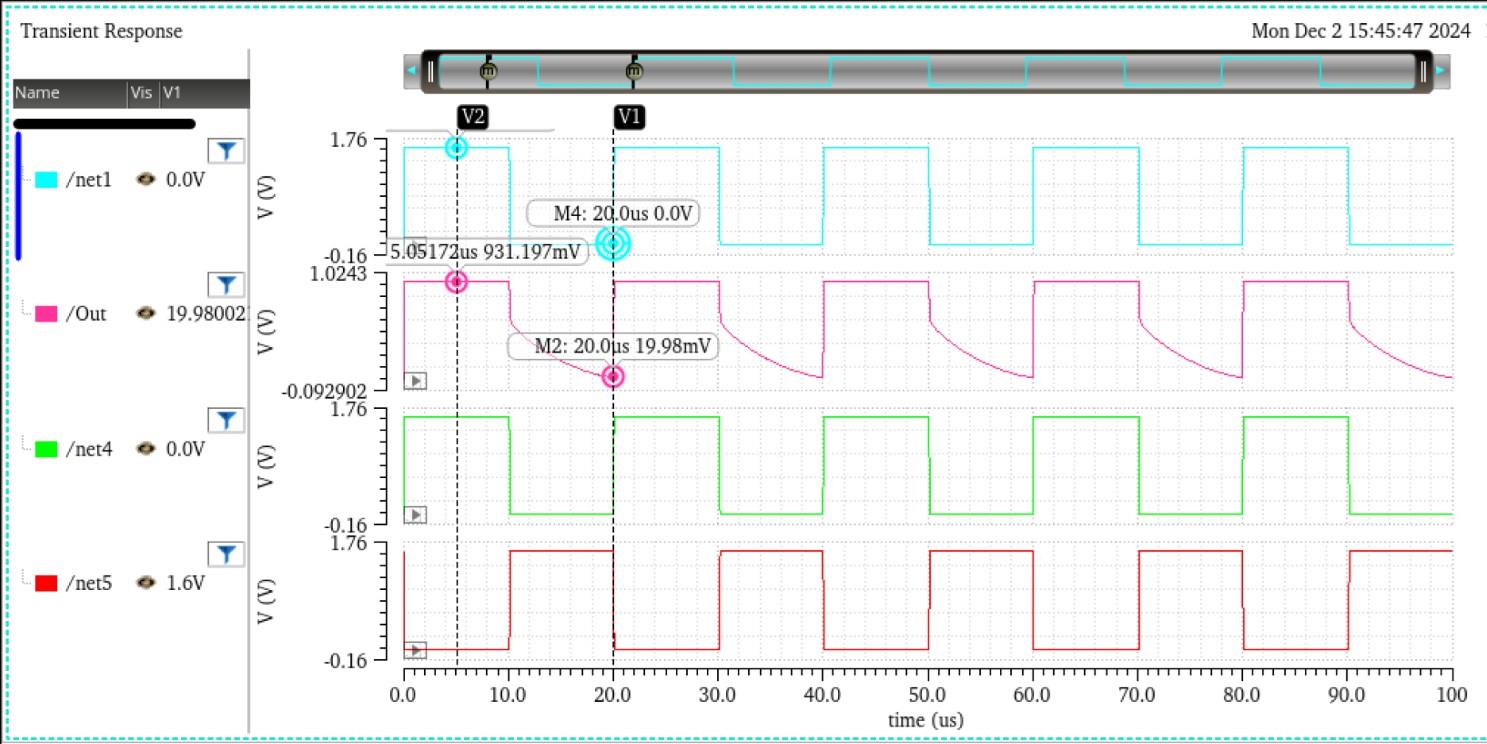 Transient Response
Mon Dec 2 15:45:47 2024
Name Vis V1
V2 V1
1.76
/net1 0.0V
V (V)
M4: 20.0us 0.0V
-0.16
5.05172us 931.197mV
1.0243
/Out 19.98002
V (V)
M2: 20.0us 19.98mV
-0.092902
1.76
/net4 0.0V
V (V)
-0.16
1.76
/net5 1.6V
V (V)
-0.16
0.0 10.0 20.0 30.0 40.0 50.0 60.0 70.0 80.0 90.0 100
time (us)